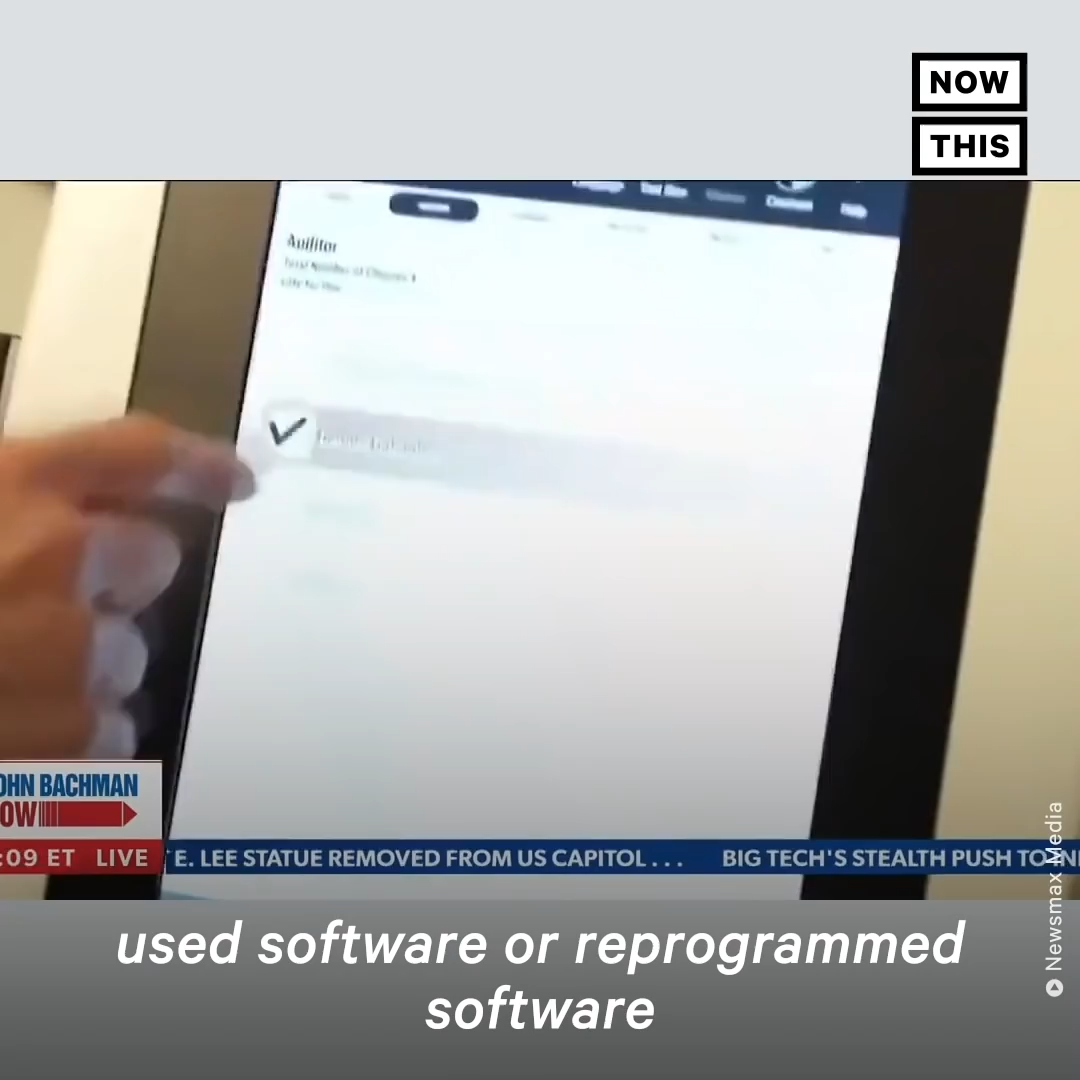 NOW
THIS
Help
Auditor
OHN BACHMAN
OW
:09 ET LIVE
E. LEE STATUE REMOVED FROM US CAPITOL . . . BIG TECH'S STEALTH PUSH TO
Newsmax Media
used software or reprogrammed
software